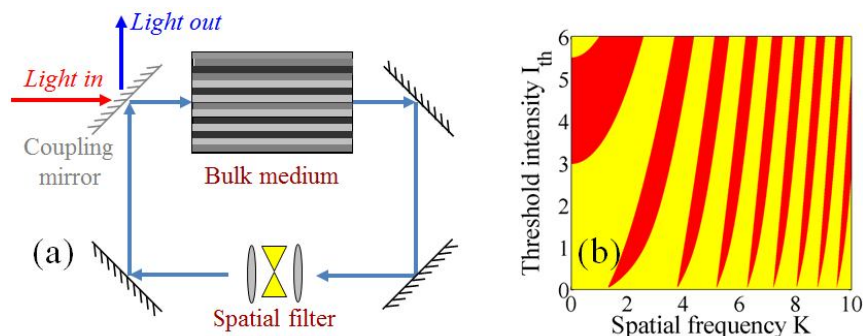 Light out
Light in
Coupling
mirror
Bulk medium
(a)
Spatial filter
Threshold intensity I_th
6
5
4
3
2
1
0
(b)
0 2 4 6 8 10
Spatial frequency K